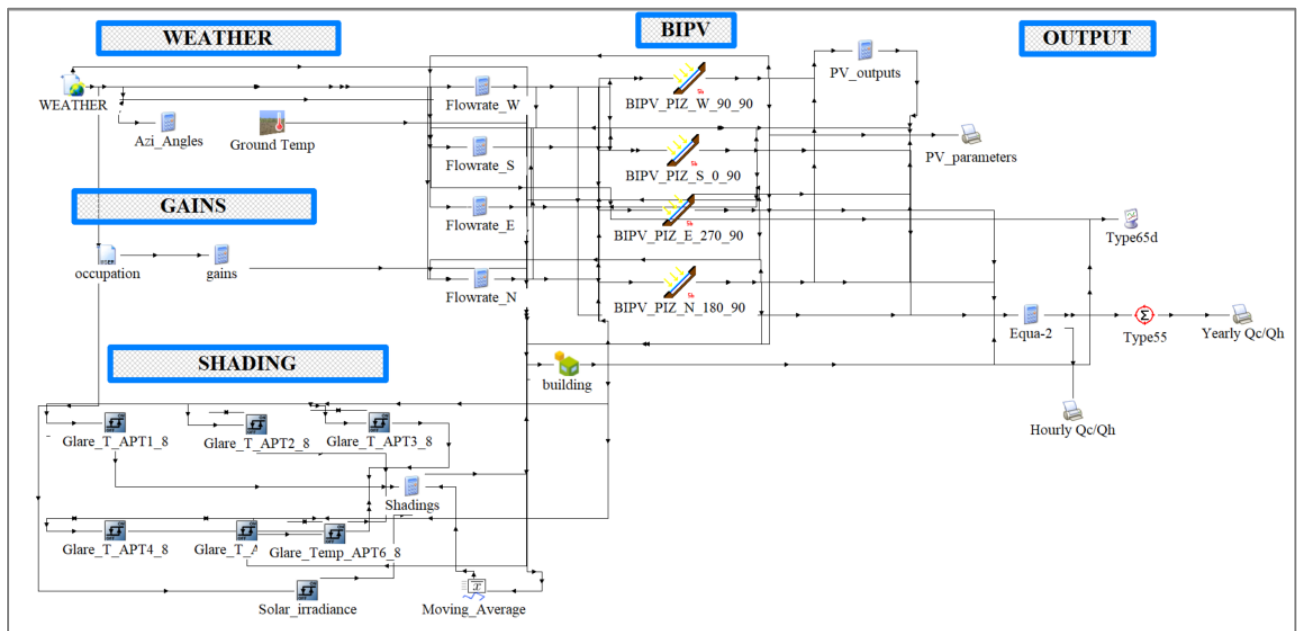 WEATHER
BIPV
OUTPUT
WEATHER
Azi_Angles
Ground Temp
Flowrate_W
Flowrate_S
Flowrate_E
Flowrate_N
BIPV_PIZ_W_90_90
BIPV_PIZ_S_0_90
BIPV_PIZ_E_270_90
BIPV_PIZ_N_180_90
PV_outputs
PV_parameters
Type65d
GAINS
occupation
gains
Equa-2
Type55
Yearly Qc/Qh
Hourly Qc/Qh
building
SHADING
Glare_T_APT1_8
Glare_T_APT2_8
Glare_T_APT3_8
Shadings
Glare_T_APT4_8
Glare_T_A
Glare_Temp_APT6_8
Solar_irradiance
Moving_Average